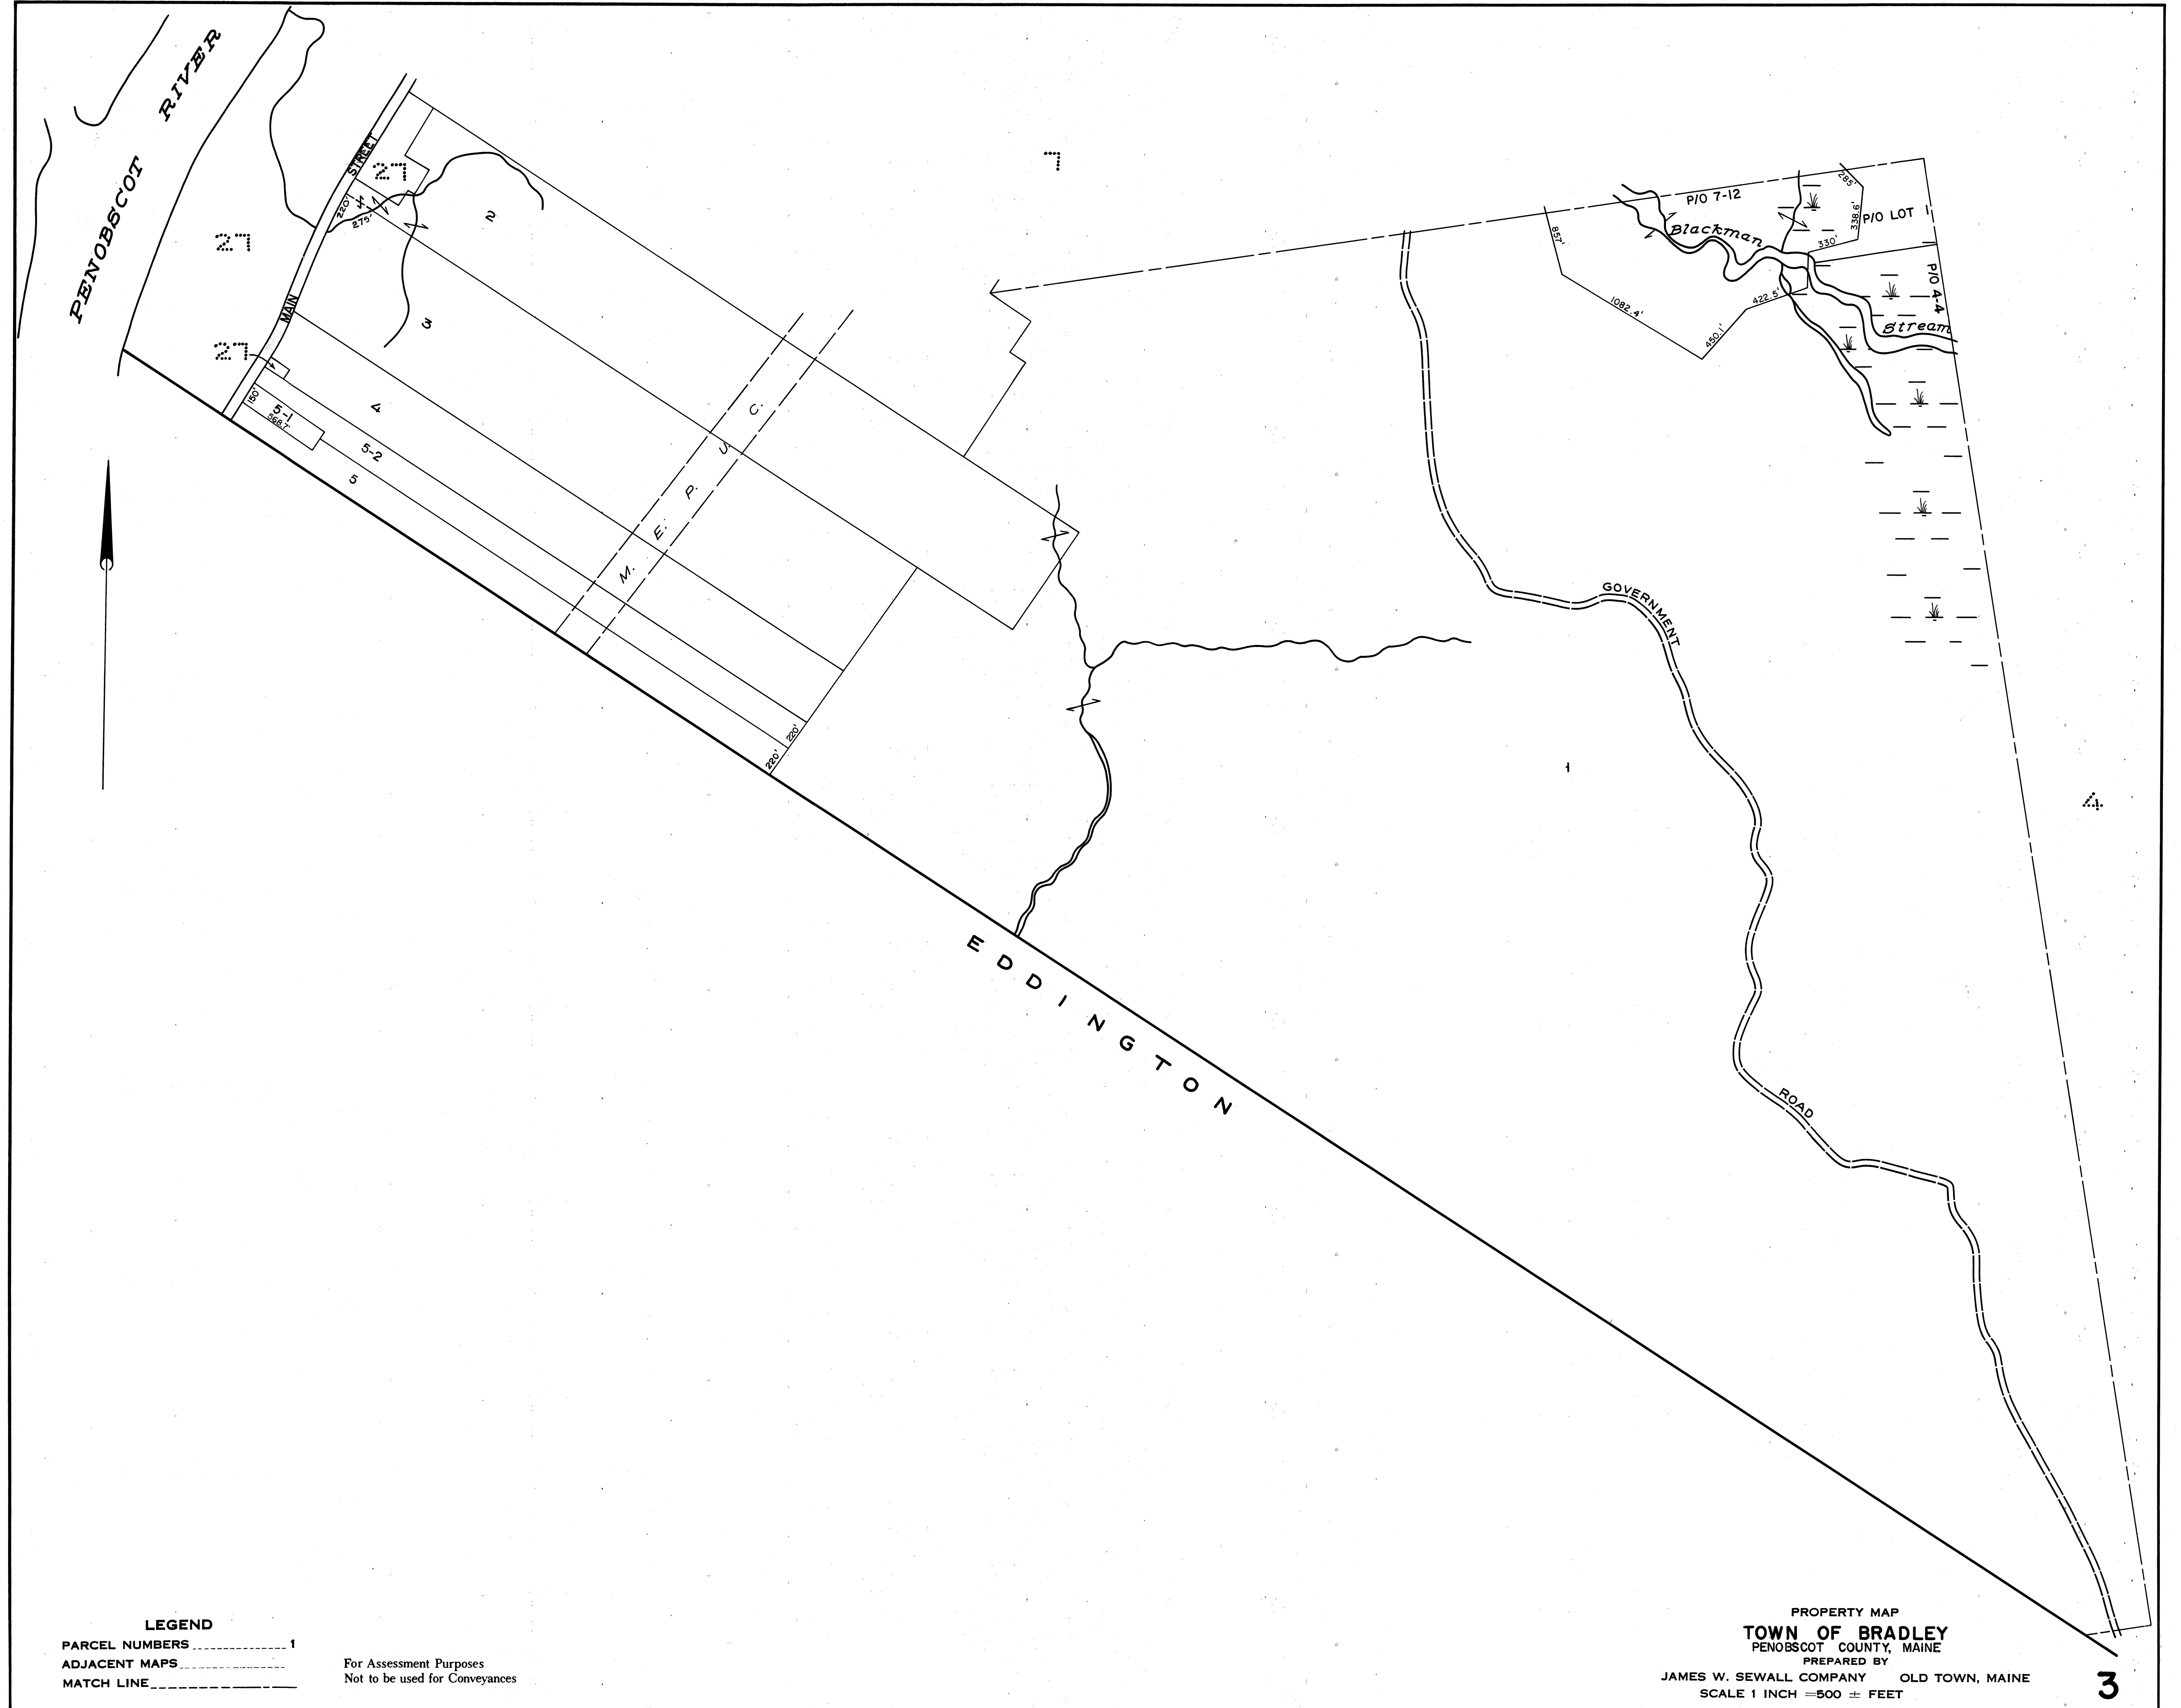 PENOBSCOT RIVER
27
27
27
MAIN STREET
220'
275'
2
3
4
5-1
568.7'
150'
5-2
5
M. E. P. U. C.
220'
220'
7
P/O 7-12
P/O LOT 1
P/O 4-4
Blackman Stream
285'
338.6'
330'
857'
1082.4'
450.1'
422.5'
GOVERNMENT ROAD
1
4
EDDINGTON
LEGEND
PARCEL NUMBERS 1
ADJACENT MAPS
MATCH LINE
For Assessment Purposes
Not to be used for Conveyances
PROPERTY MAP
TOWN OF BRADLEY
PENOBSCOT COUNTY, MAINE
PREPARED BY
JAMES W. SEWALL COMPANY OLD TOWN, MAINE
SCALE 1 INCH = 500 ± FEET
3